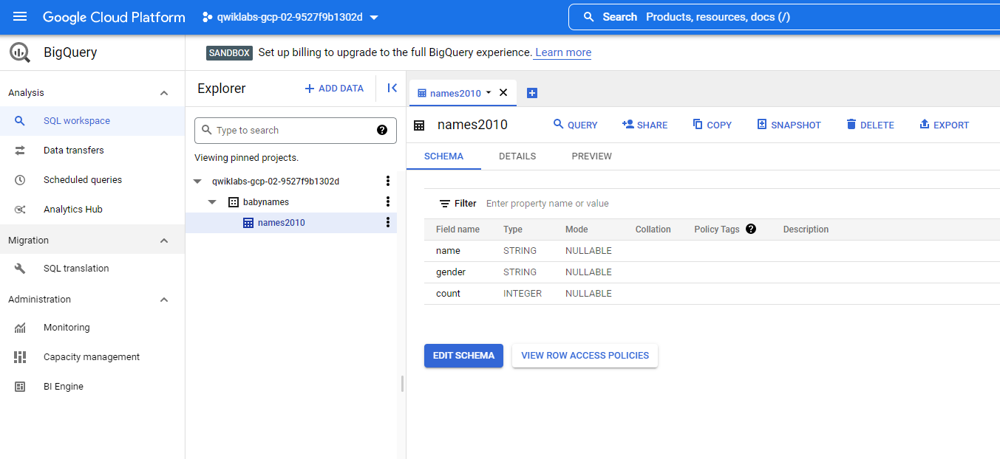 Google Cloud Platform
qwiklabs-gcp-02-9527f9b1302d
Search Products, resources, docs (/)
BigQuery
SANDBOX Set up billing to upgrade to the full BigQuery experience. Learn more
Analysis
SQL workspace
Data transfers
Scheduled queries
Analytics Hub
Migration
SQL translation
Administration
Monitoring
Capacity management
BI Engine
Explorer
+ ADD DATA
Type to search ?
Viewing pinned projects.
qwiklabs-gcp-02-9527f9b1302d
babynames
names2010
names2010
names2010
QUERY SHARE COPY SNAPSHOT DELETE EXPORT
SCHEMA DETAILS PREVIEW
Filter Enter property name or value
Field name Type Mode Collation Policy Tags ? Description
name STRING NULLABLE
gender STRING NULLABLE
count INTEGER NULLABLE
EDIT SCHEMA VIEW ROW ACCESS POLICIES